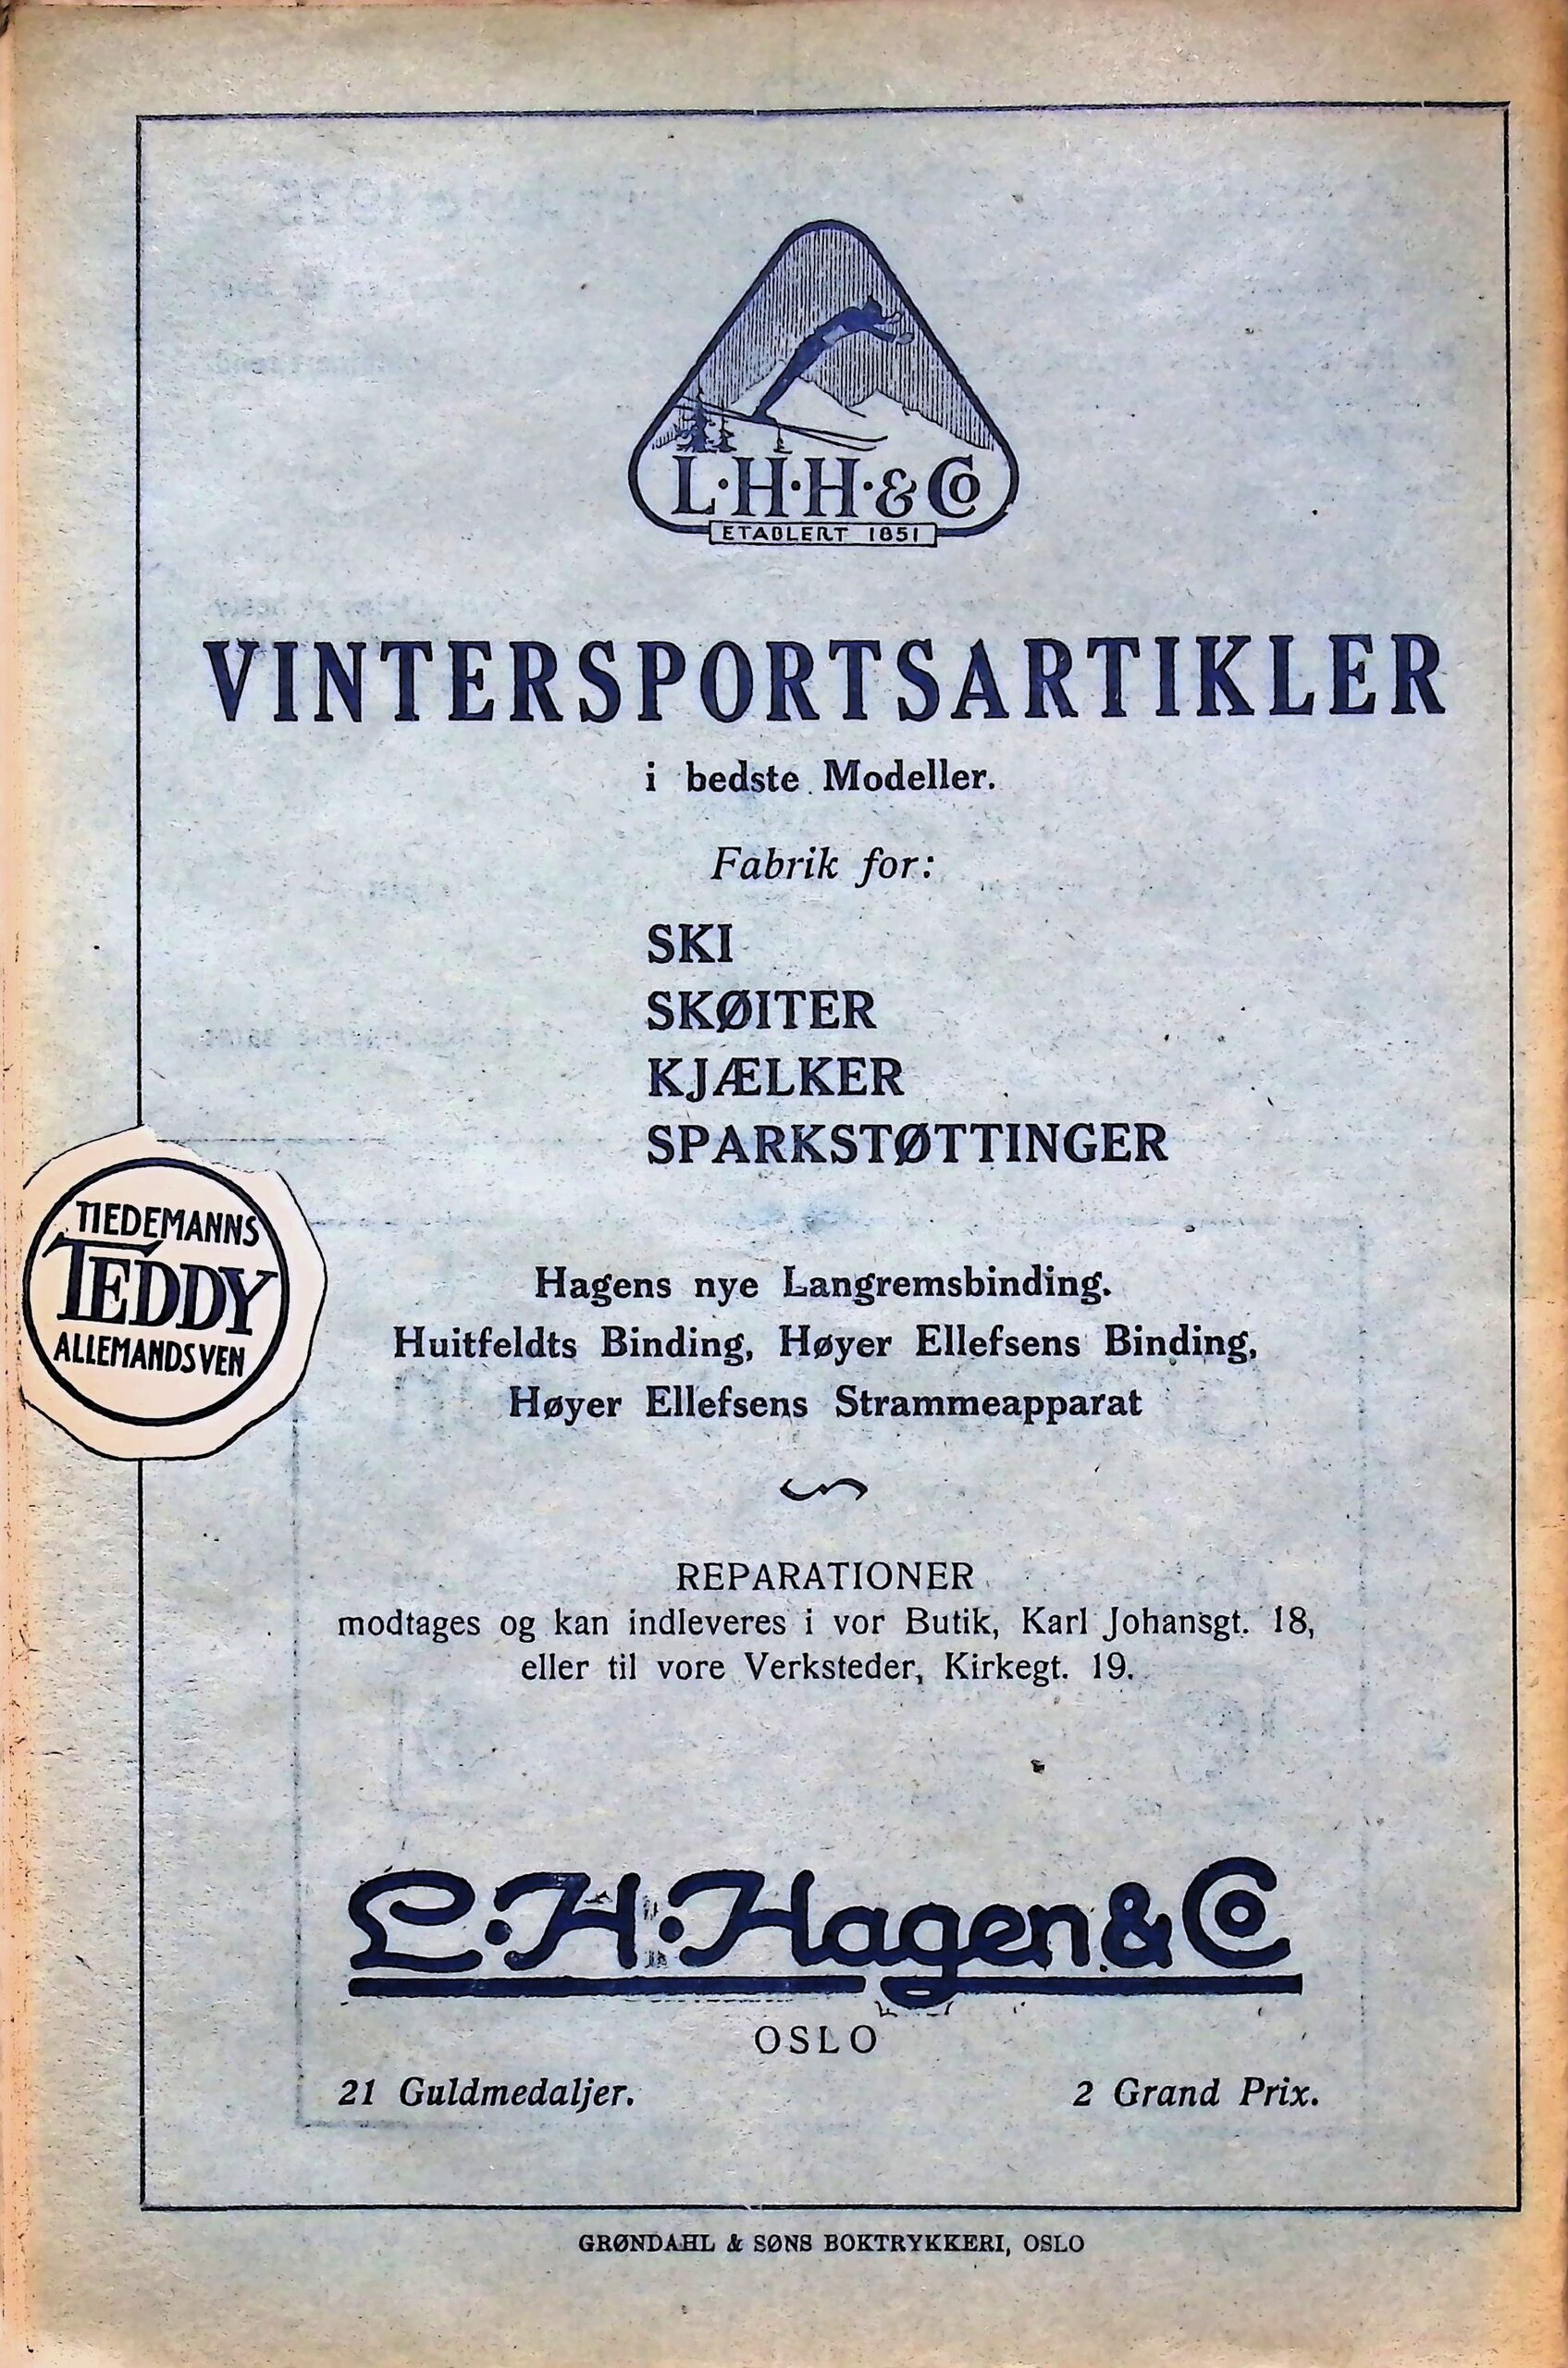 L·H·H·& Co
ETABLERT 1851
VINTERSPORTSARTIKLER
i bedste Modeller.
Fabrik for:
SKI
SKØITER
KJÆLKER
SPARKSTØTTINGER
TIEDEMANNS
TEDDY
ALLEMANDSVEN
Hagens nye Langremsbinding.
Huitfeldts Binding, Høyer Ellefsens Binding,
Høyer Ellefsens Strammeapparat
REPARATIONER
modtages og kan indleveres i vor Butik, Karl Johansgt. 18,
eller til vore Verksteder, Kirkegt. 19.
L·H·Hagen & Co
OSLO
21 Guldmedaljer. 2 Grand Prix.
GRØNDAHL & SØNS BOKTRYKKERI, OSLO